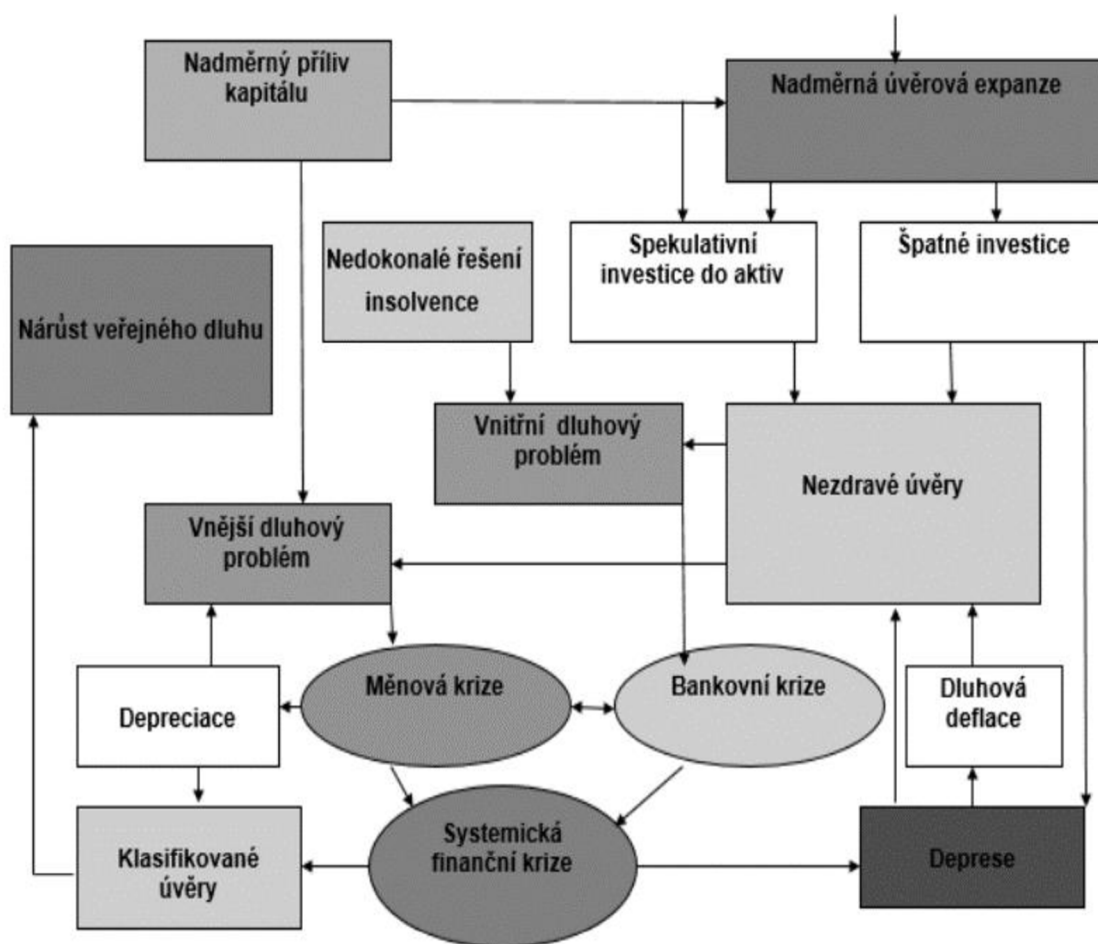 Nadměrný příliv
kapitálu
Nadměrná úvěrová expanze
Nedokonalé řešení
insolvence
Spekulativní
investice do aktiv
Špatné investice
Nárůst veřejného dluhu
Vnitřní dluhový
problém
Nezdravé úvěry
Vnější dluhový
problém
Měnová krize
Bankovní krize
Dluhová
deflace
Depreciace
Systemická
finanční krize
Klasifikované
úvěry
Deprese